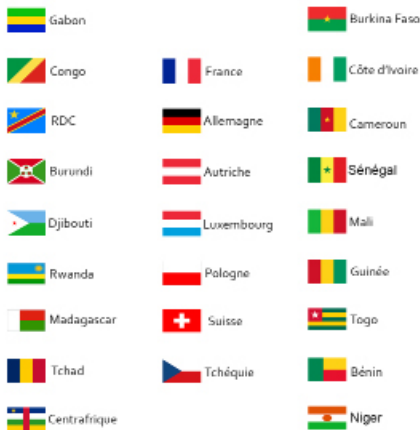 Gabon
Congo
RDC
Burundi
Djibouti
Rwanda
Madagascar
Tchad
Centrafrique
France
Allemagne
Autriche
Luxembourg
Pologne
Suisse
Tchéquie
Burkina Faso
Côte d'Ivoire
Cameroun
Sénégal
Mali
Guinée
Togo
Bénin
Niger